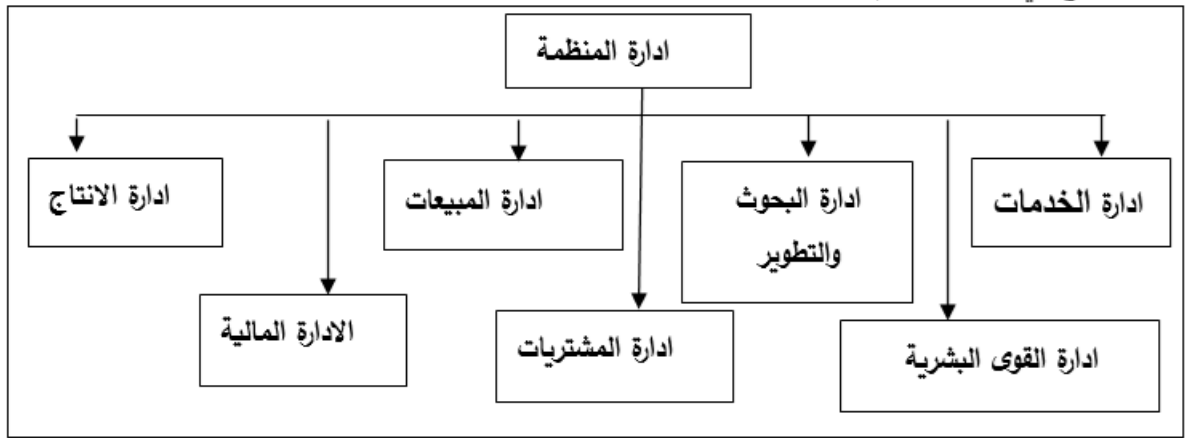 ادارة المنظمة
ادارة الخدمات
ادارة البحوث
والتطوير
ادارة المبيعات
ادارة الانتاج
ادارة القوى البشرية
ادارة المشتريات
الادارة المالية